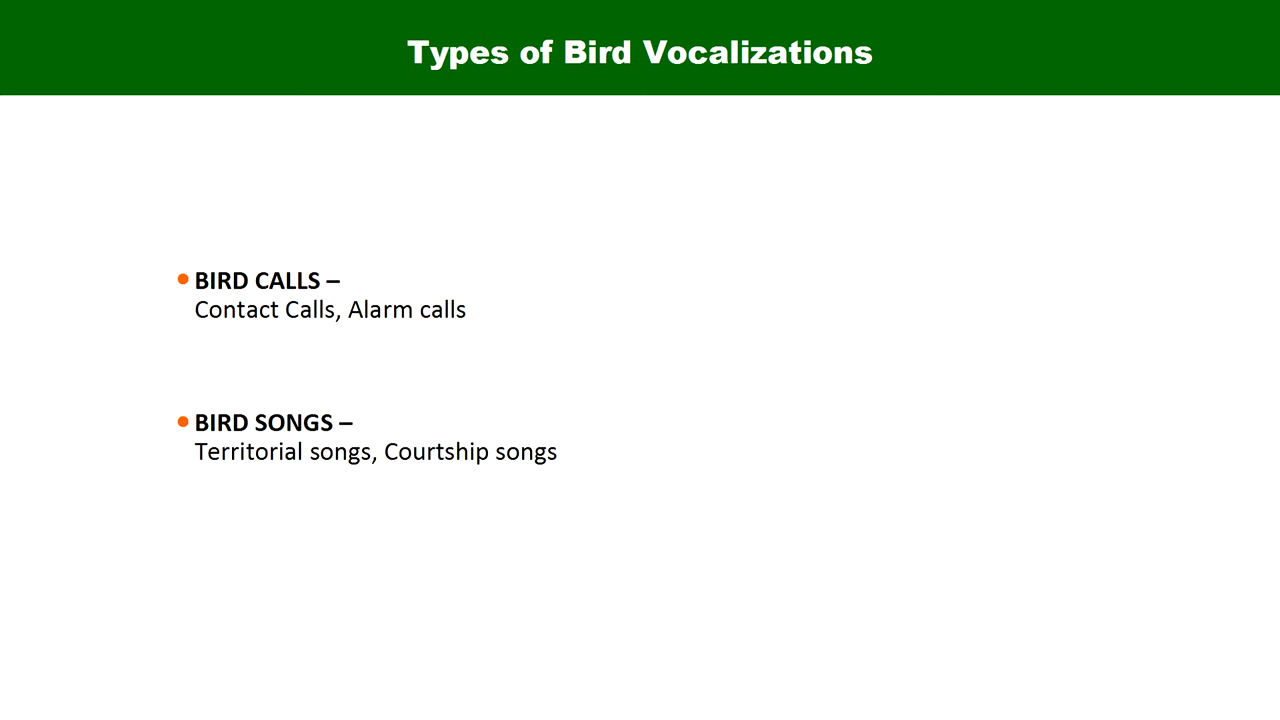 Types of Bird Vocalizations
BIRD CALLS –
Contact Calls, Alarm calls
BIRD SONGS –
Territorial songs, Courtship songs